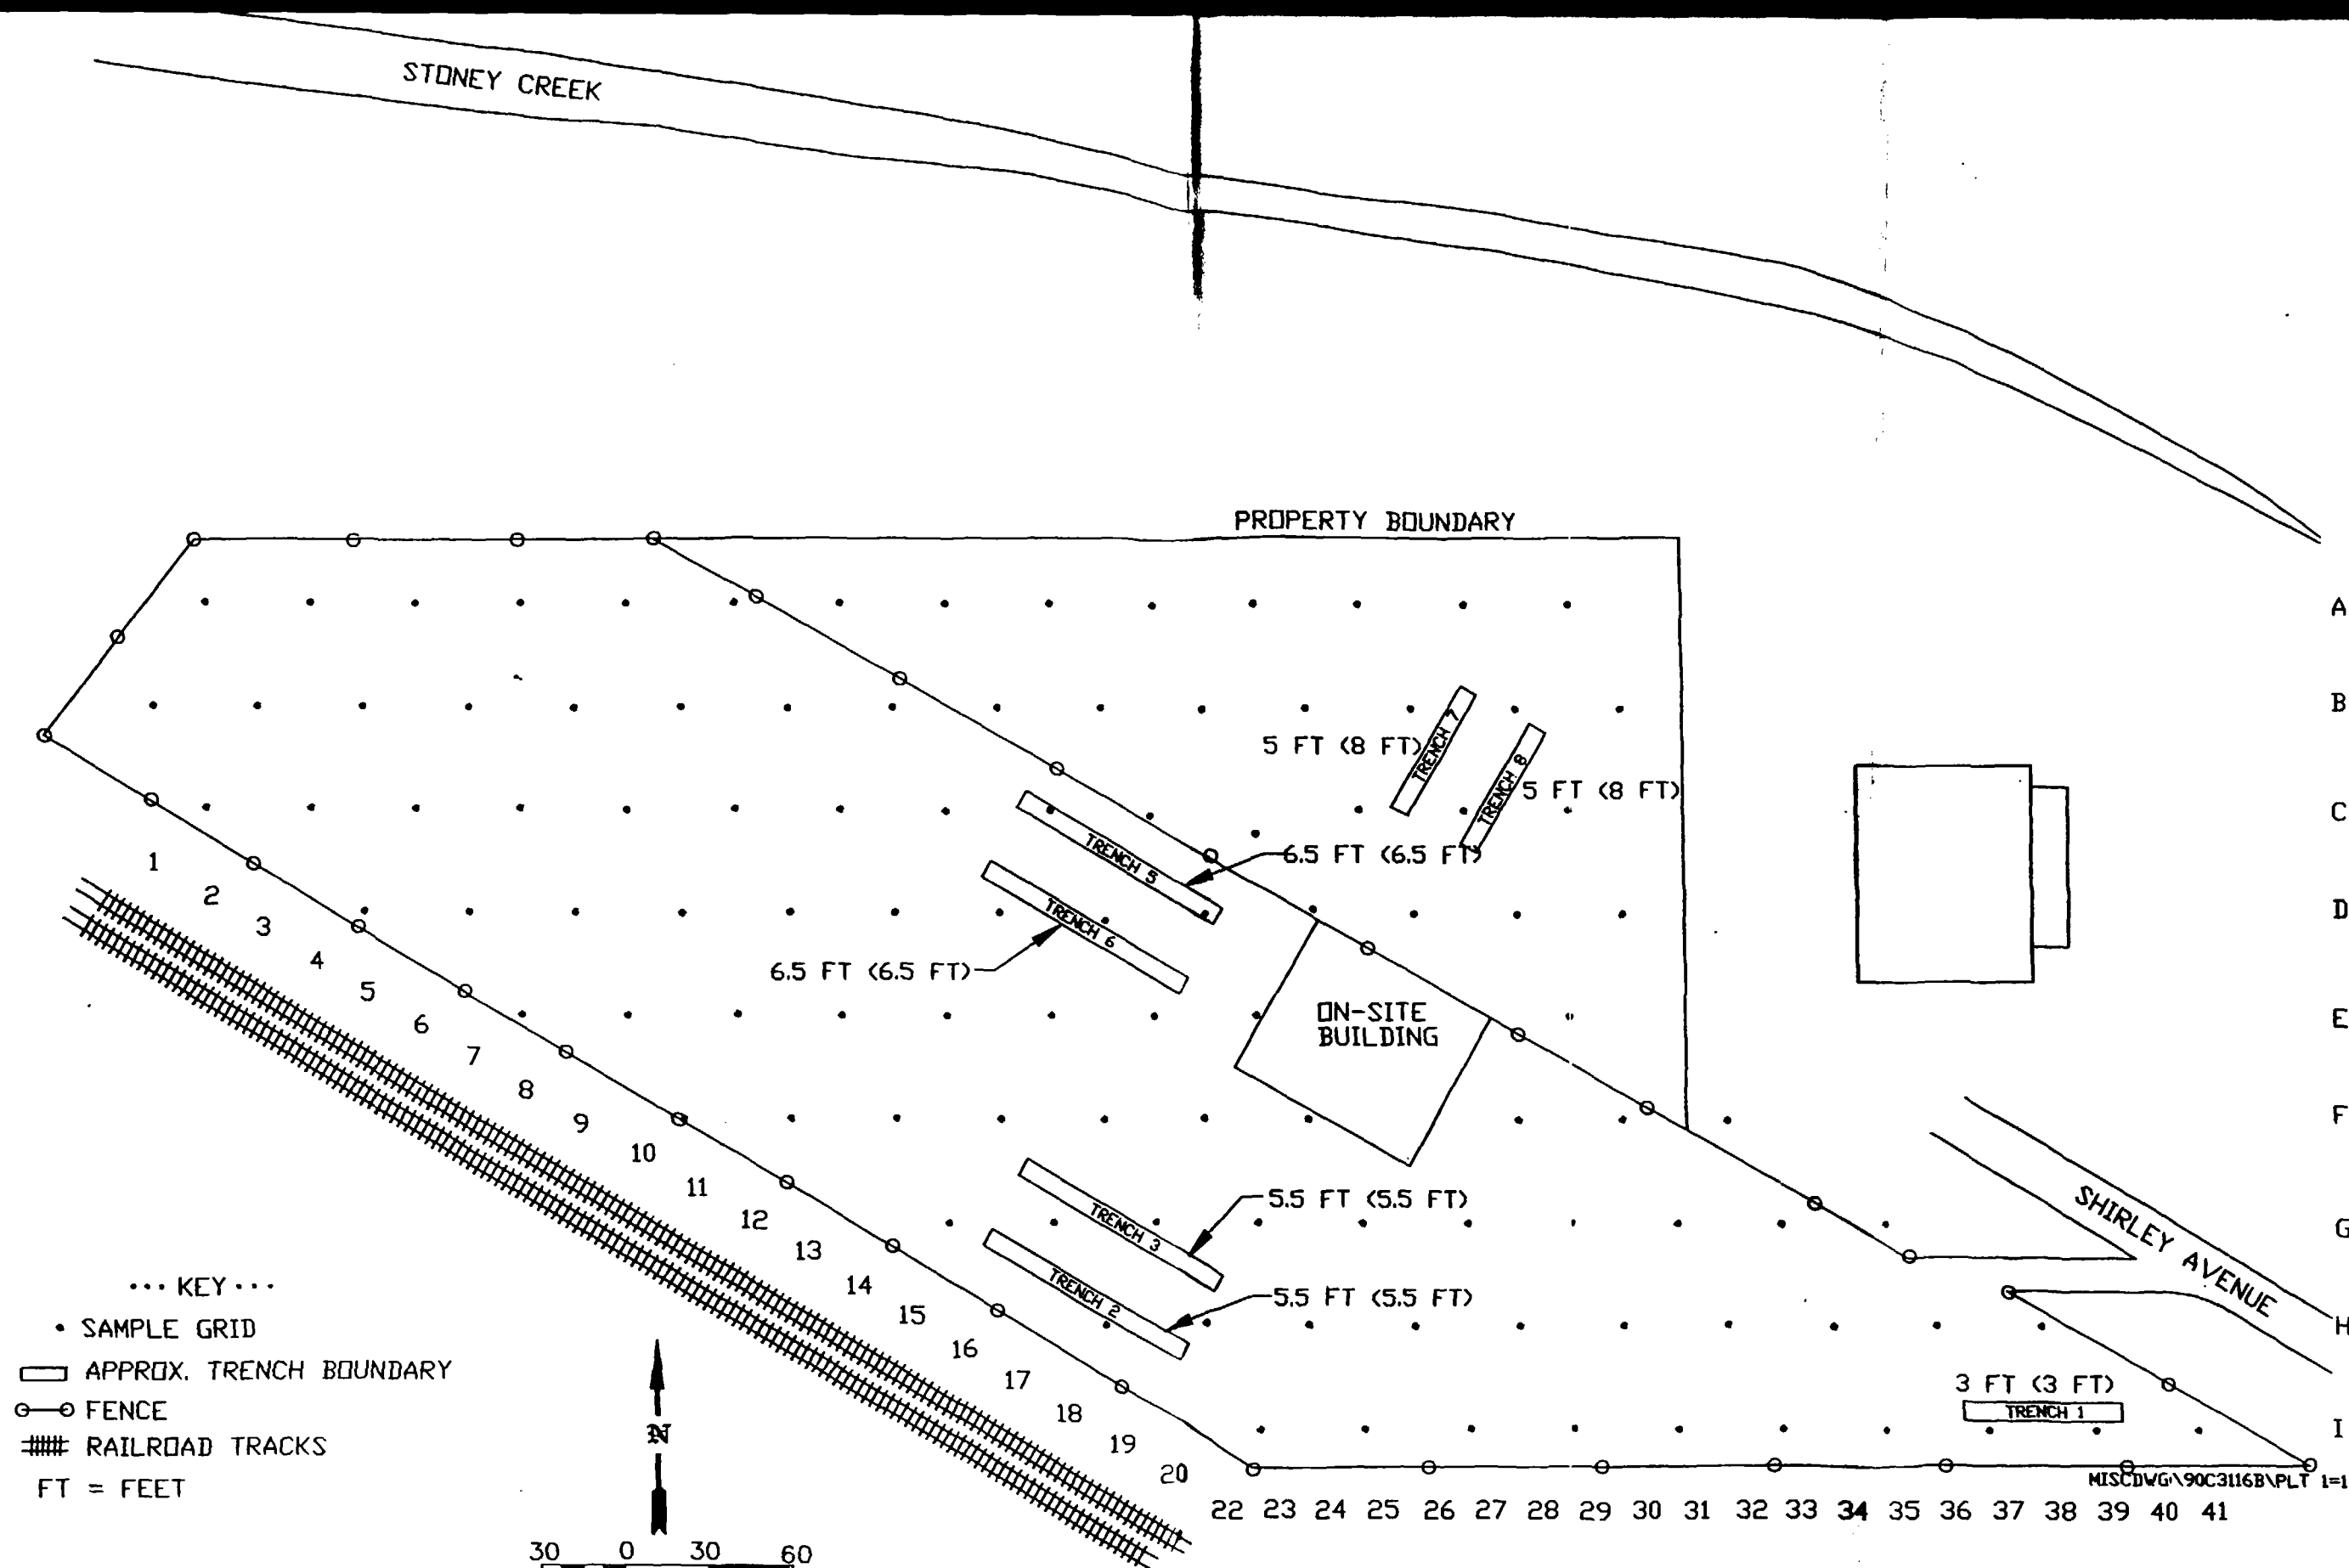 STONEY CREEK
PROPERTY BOUNDARY
A
B
TRENCH 7
5 FT (8 FT)
TRENCH 8
5 FT (8 FT)
C
TRENCH 5
6.5 FT (6.5 FT)
1
2
3
4
5
6
7
8
9
10
11
12
13
14
15
16
17
18
19
20
D
TRENCH 6
6.5 FT (6.5 FT)
ON-SITE
BUILDING
E
F
TRENCH 3
5.5 FT (5.5 FT)
SHIRLEY AVENUE
G
TRENCH 2
5.5 FT (5.5 FT)
H
3 FT (3 FT)
TRENCH 1
I
··· KEY ···
SAMPLE GRID
APPROX. TRENCH BOUNDARY
FENCE
RAILROAD TRACKS
FT = FEET
N
MISCDWG\90C3116B\PLT 1=1
22 23 24 25 26 27 28 29 30 31 32 33 34 35 36 37 38 39 40 41
30 0 30 60